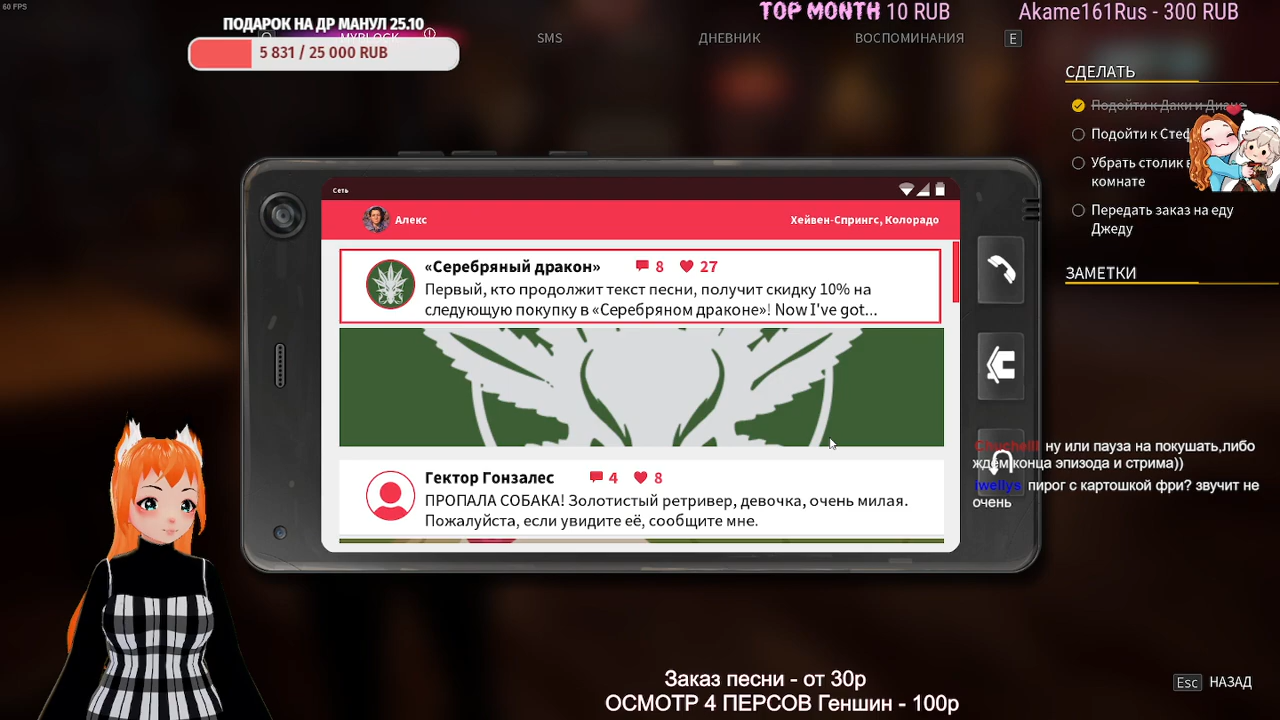 60 FPS
ПОДАРОК НА ДР МАНУЛ 25.10
5 831 / 25 000 RUB
MYBLOCK
SMS
ДНЕВНИК
ВОСПОМИНАНИЯ
E
TOP MONTH 10 RUB
Akame161Rus - 300 RUB
СДЕЛАТЬ
Подойти к Даки и Диане
Подойти к Стеф
Убрать столик в
комнате
Передать заказ на еду
Джеду
ЗАМЕТКИ
Сеть
Алекс
Хейвен-Спрингс, Колорадо
«Серебряный дракон» 8 27
Первый, кто продолжит текст песни, получит скидку 10% на
следующую покупку в «Серебряном драконе»! Now I've got...
Гектор Гонзалес 4 8
ПРОПАЛА СОБАКА! Золотистый ретривер, девочка, очень милая.
Пожалуйста, если увидите её, сообщите мне.
ну или пауза на покушать,либо
ждем конца эпизода и стрима))
iwellys пирог с картошкой фри? звучит не
очень
Заказ песни - от 30р
ОСМОТР 4 ПЕРСОВ Геншин - 100р
Esc НАЗАД